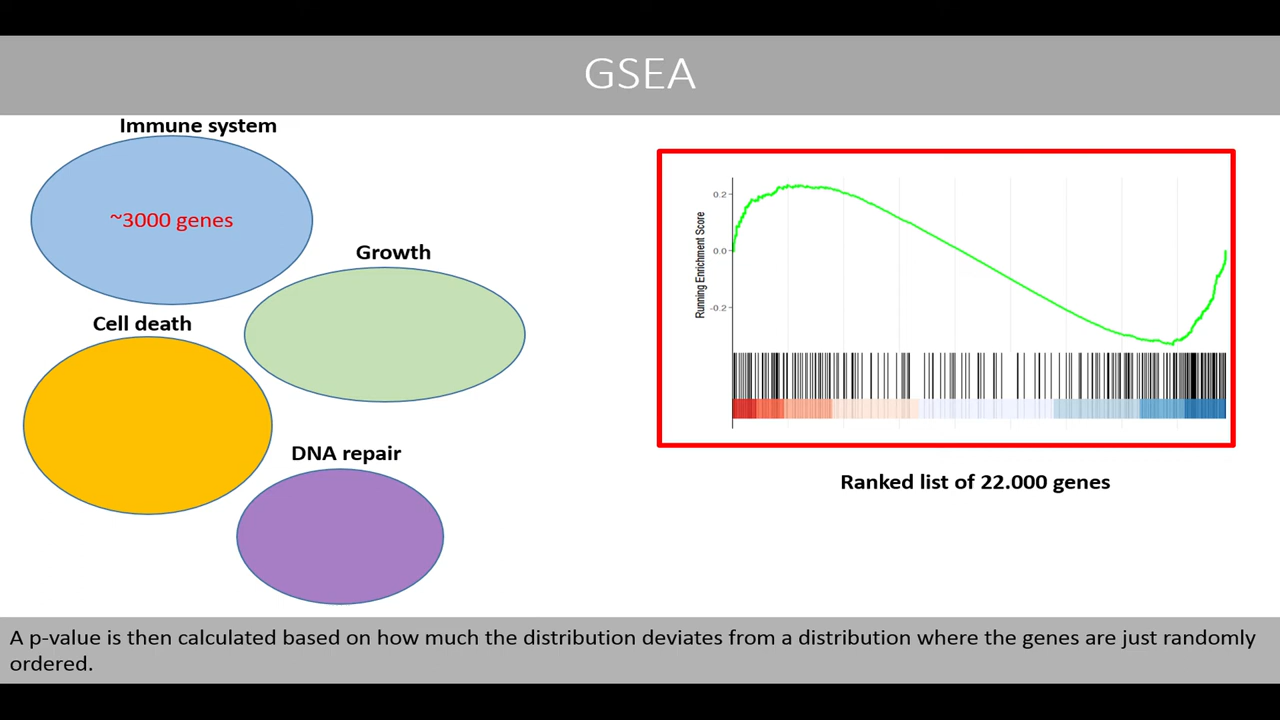 GSEA
Immune system
~3000 genes
Growth
Cell death
DNA repair
Running Enrichment Score
0.2
0.0
-0.2
Ranked list of 22.000 genes
A p-value is then calculated based on how much the distribution deviates from a distribution where the genes are just randomly
ordered.